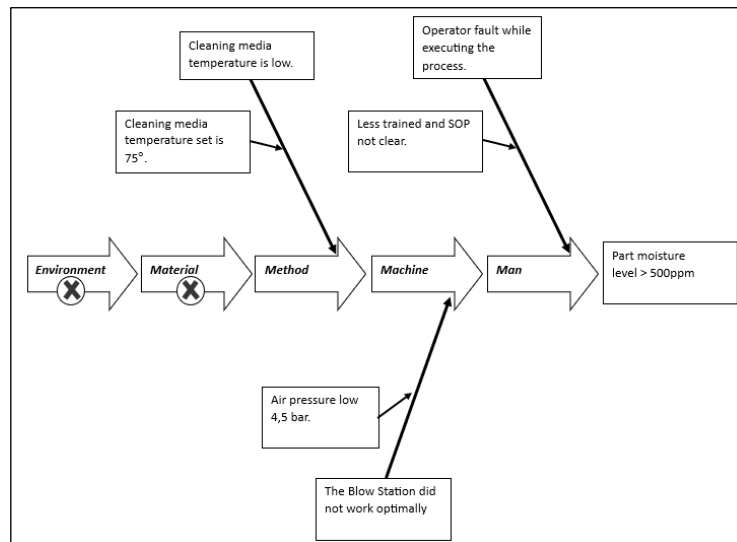 Cleaning media
temperature is low.
Operator fault while
executing the
process.
Cleaning media
temperature set is
75°.
Less trained and SOP
not clear.
Environment
Material
Method
Machine
Man
Part moisture
level > 500ppm
Air pressure low
4,5 bar.
The Blow Station did
not work optimally